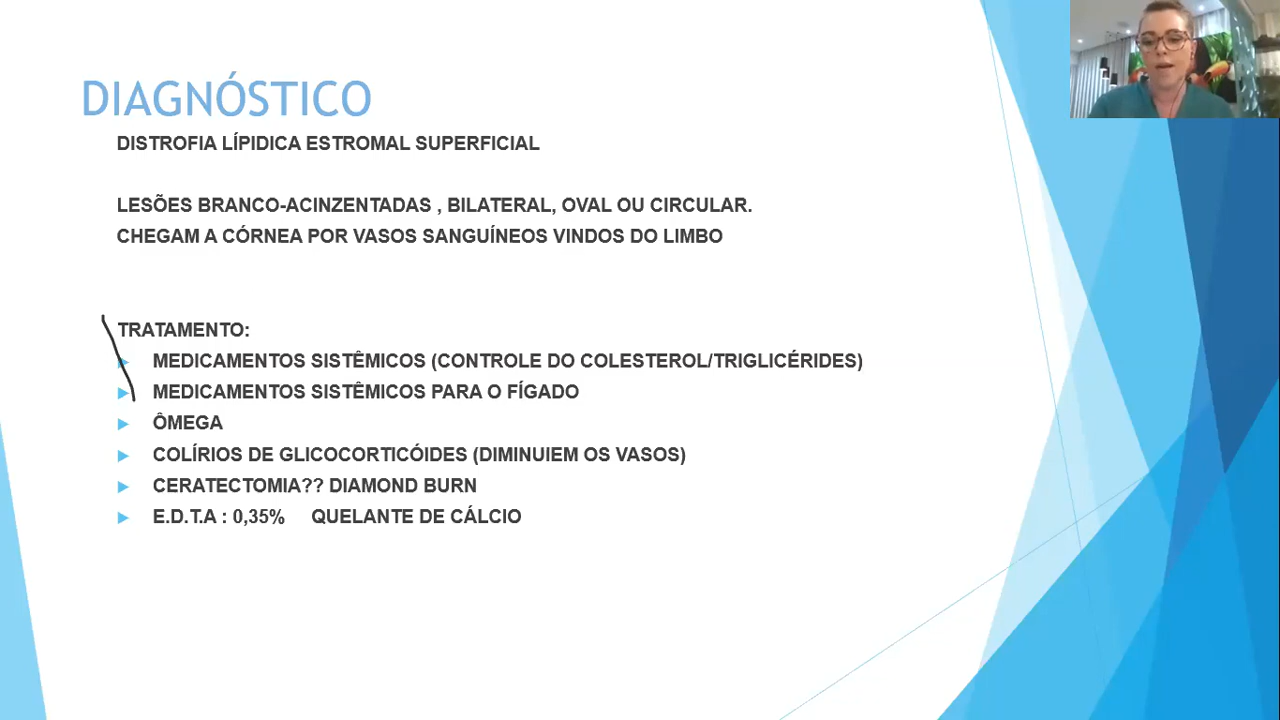 DIAGNÓSTICO
DISTROFIA LÍPIDICA ESTROMAL SUPERFICIAL
LESÕES BRANCO-ACINZENTADAS , BILATERAL, OVAL OU CIRCULAR.
CHEGAM A CÓRNEA POR VASOS SANGUÍNEOS VINDOS DO LIMBO
TRATAMENTO:
MEDICAMENTOS SISTÊMICOS (CONTROLE DO COLESTEROL/TRIGLICÉRIDES)
MEDICAMENTOS SISTÊMICOS PARA O FÍGADO
ÔMEGA
COLÍRIOS DE GLICOCORTICÓIDES (DIMINUIEM OS VASOS)
CERATECTOMIA?? DIAMOND BURN
E.D.T.A : 0,35% QUELANTE DE CÁLCIO